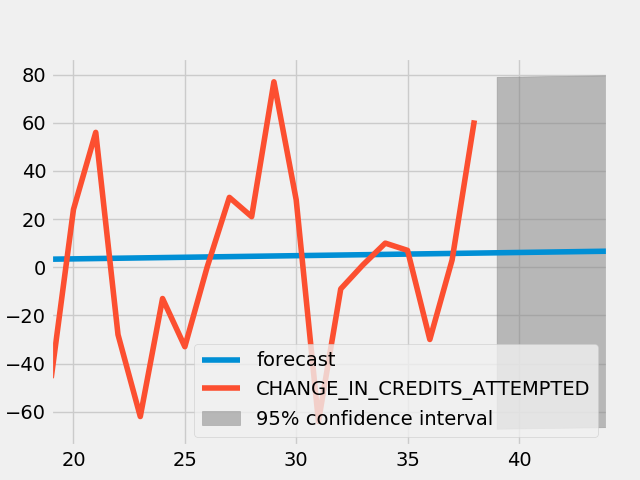 80
60
40
20
0
−20
−40
−60
forecast
CHANGE_IN_CREDITS_ATTEMPTED
95% confidence interval
20 25 30 35 40